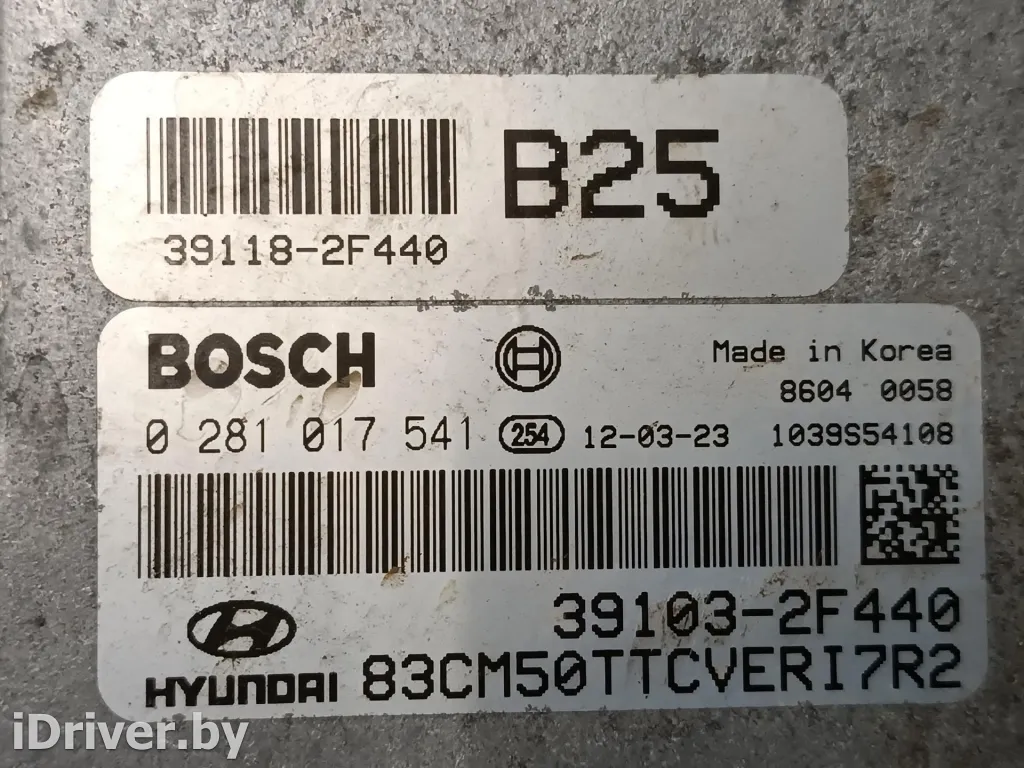 B25
39118-2F440
BOSCH
Made in Korea
8604 0058
0 281 017 541 254 12-03-23 1039S54108
39103-2F440
HYUNDAI 83CM50TTCVERI7R2
iDriver.by